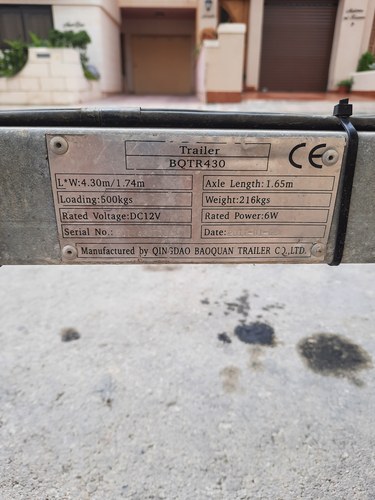 Trailer
BQTR430
CE
L*W:4.30m/1.74m
Axle Length:1.65m
Loading:500kgs
Weight:216kgs
Rated Voltage:DC12V
Rated Power:6W
Serial No.:
Date:
Manufactured by QINGDAO BAOQUAN TRAILER CO.,LTD.